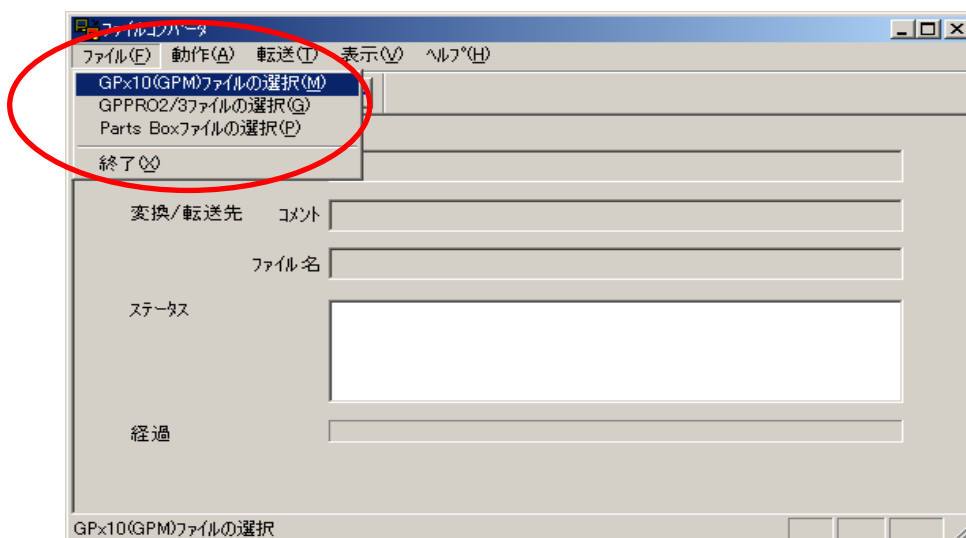 ファイルコンバータ
ファイル(F) 動作(A) 転送(T) 表示(V) ヘルプ(H)
GPx10(GPM)ファイルの選択(M)
GPPRO2/3ファイルの選択(G)
Parts Boxファイルの選択(P)
終了(X)
変換/転送先 コメント
ファイル名
ステータス
経過
GPx10(GPM)ファイルの選択